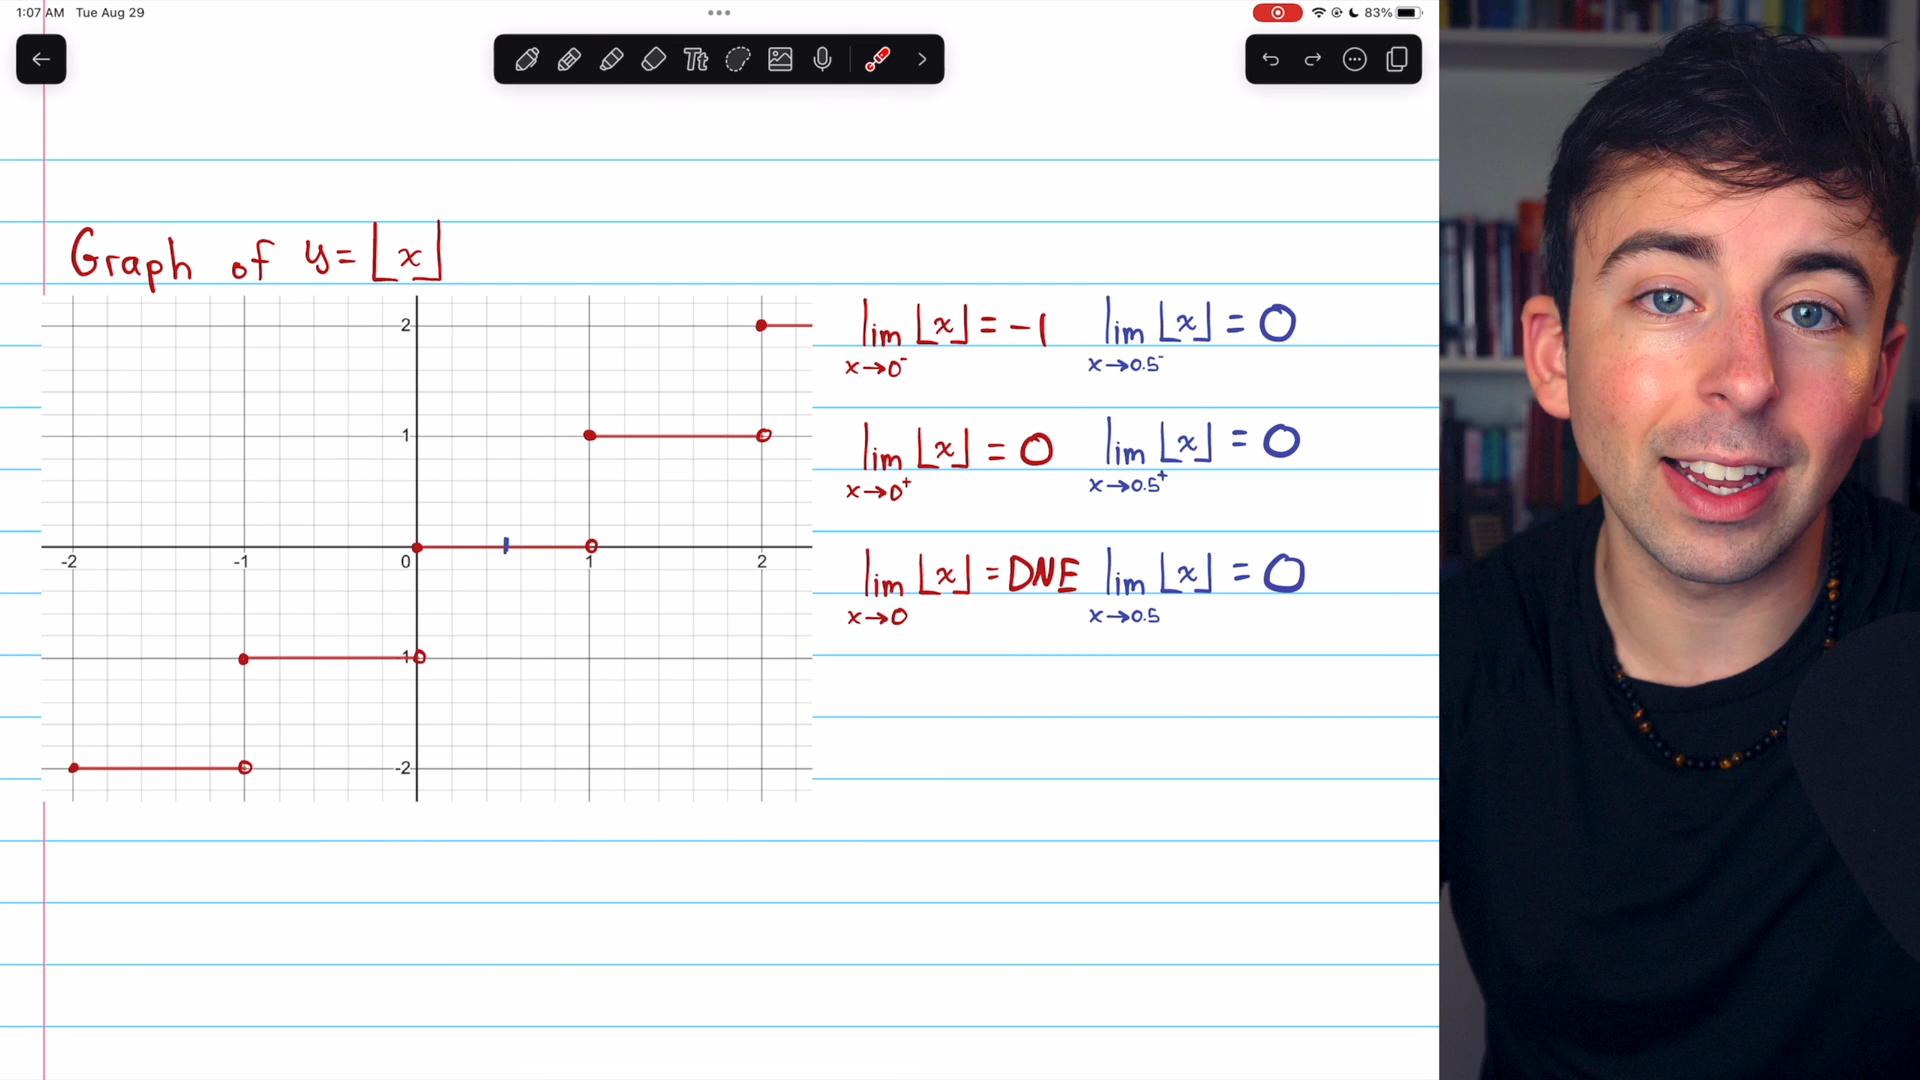 1:07 AM Tue Aug 29
83%
Tt
Graph of y = ⌊x⌋
2
1
-2 -1 0 1 2
-1
-2
lim ⌊x⌋ = -1
x→0⁻
lim ⌊x⌋ = 0
x→0.5⁻
lim ⌊x⌋ = 0
x→0⁺
lim ⌊x⌋ = 0
x→0.5⁺
lim ⌊x⌋ = DNE
x→0
lim ⌊x⌋ = 0
x→0.5